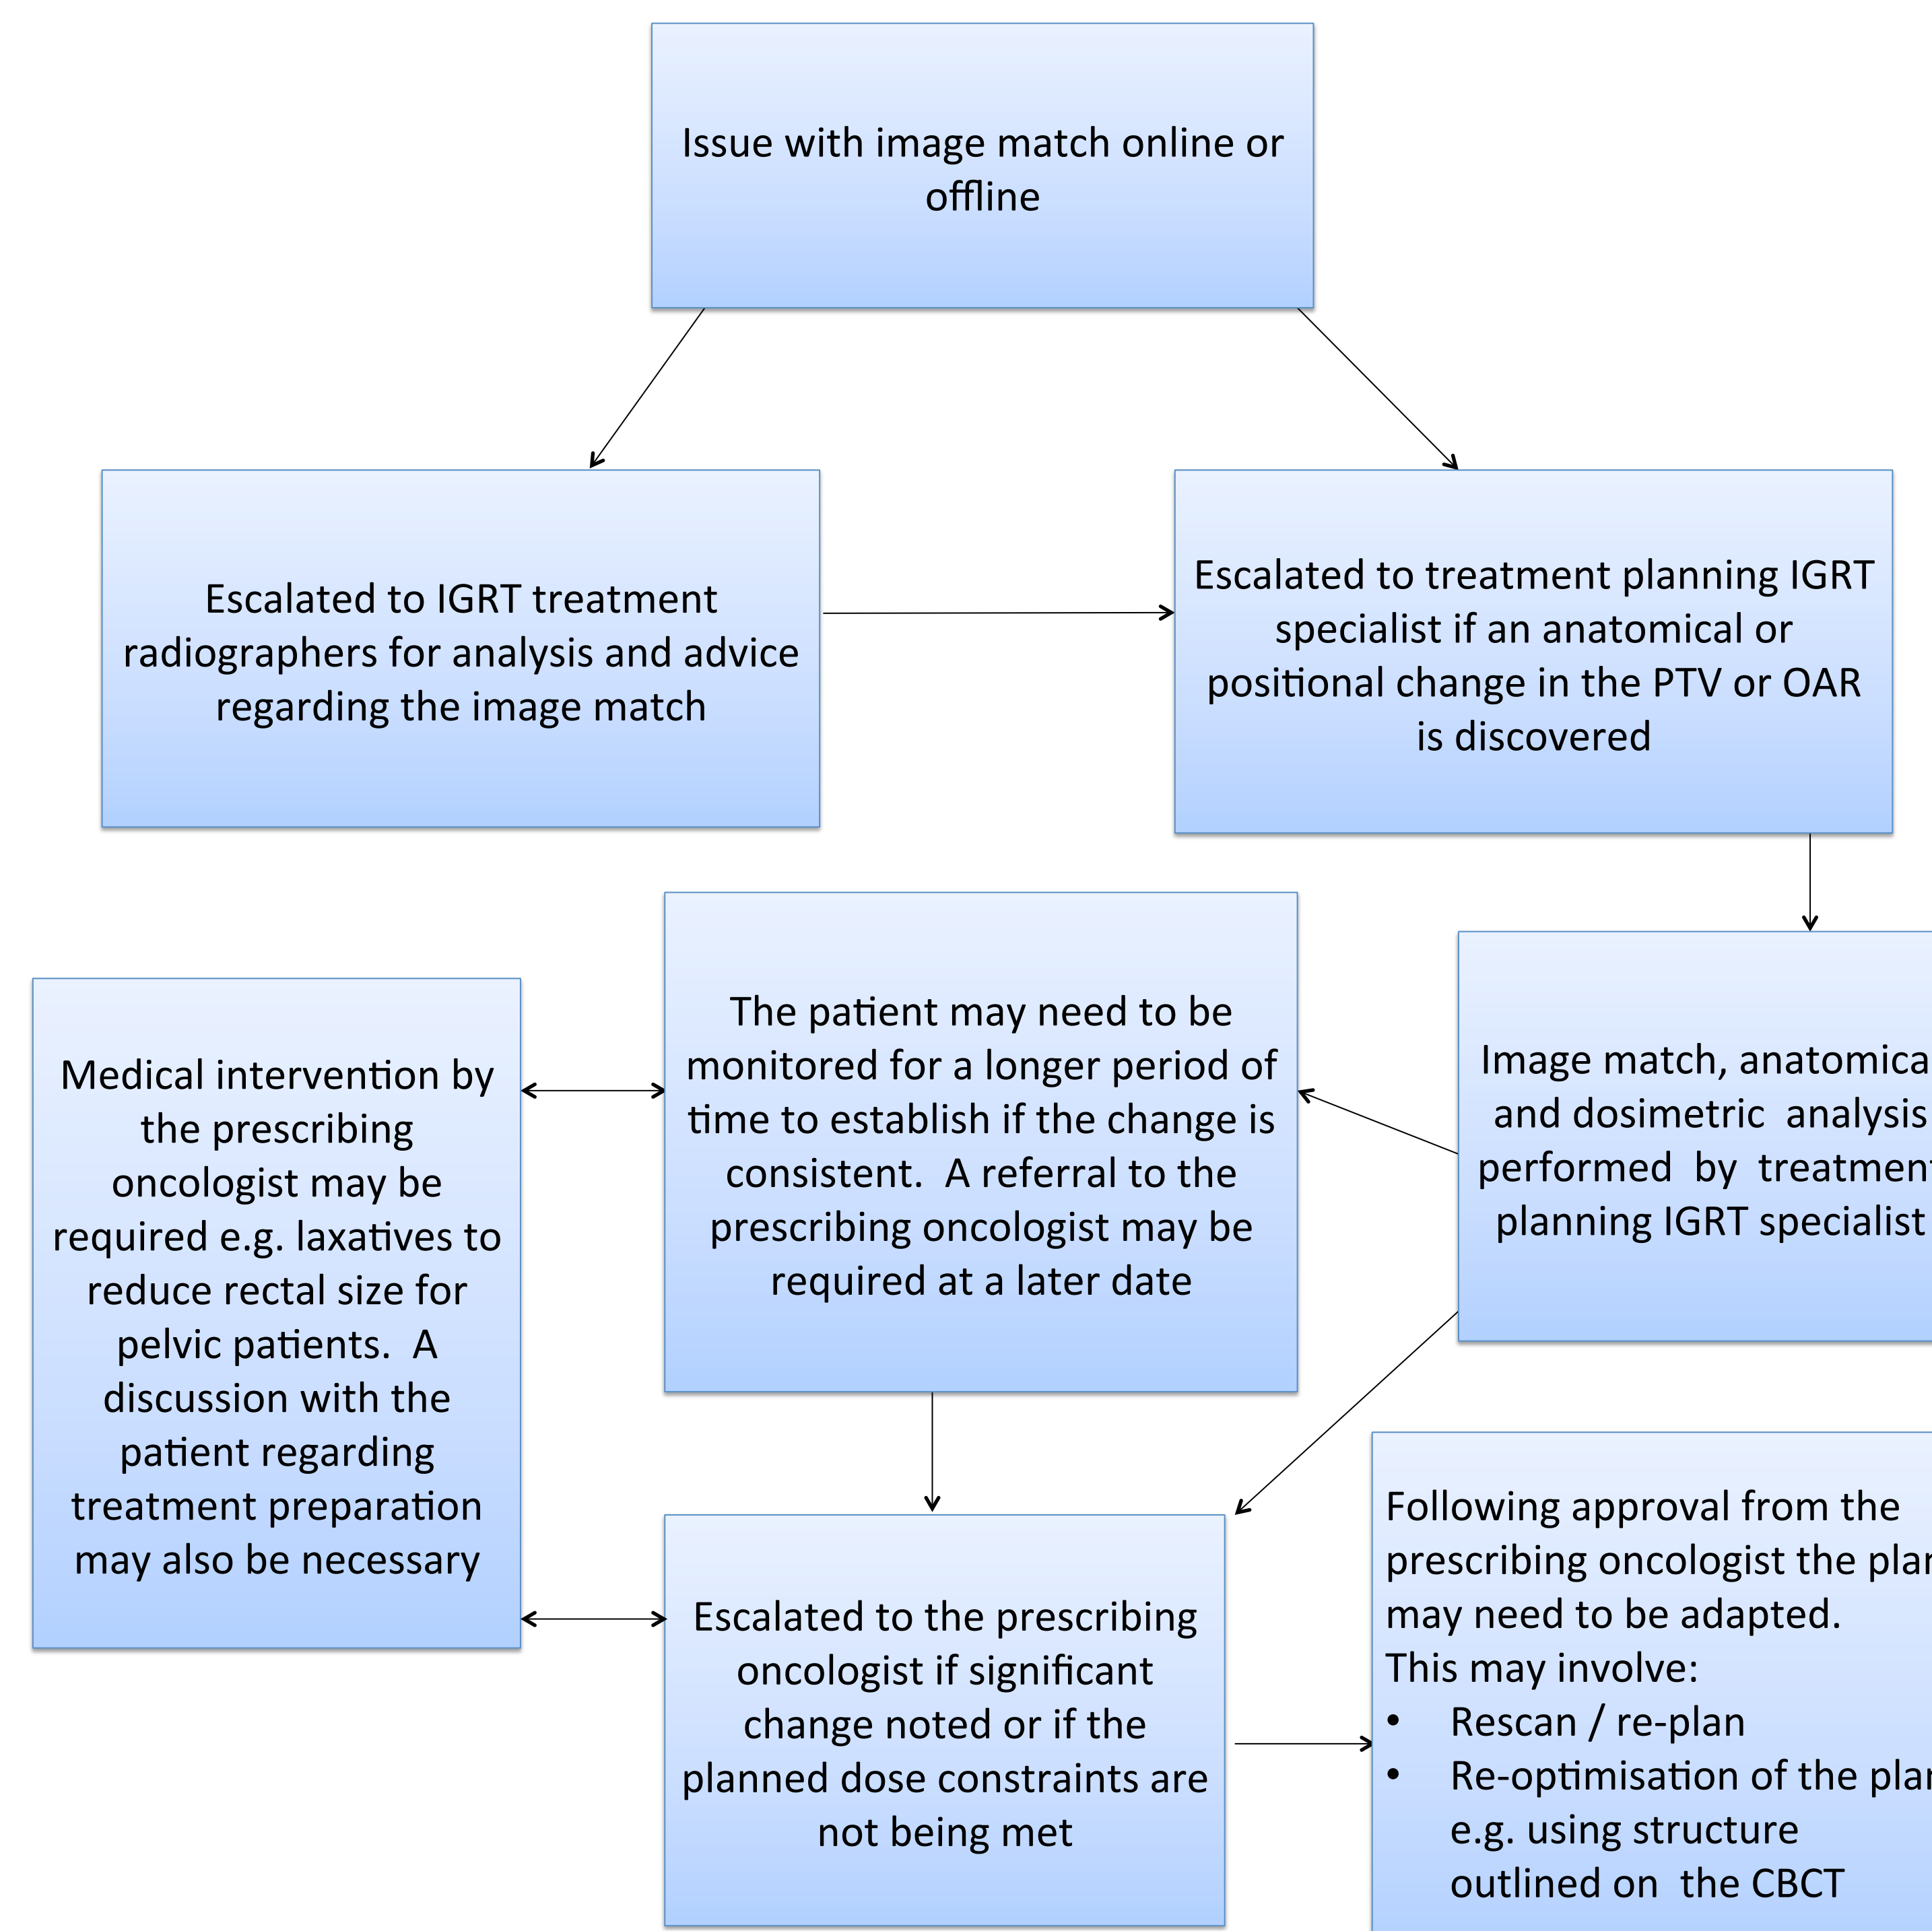 Issue with image match online or
offline
Escalated to IGRT treatment
radiographers for analysis and advice
regarding the image match
Escalated to treatment planning IGRT
specialist if an anatomical or
positional change in the PTV or OAR
is discovered
Medical intervention by
the prescribing
oncologist may be
required e.g. laxatives to
reduce rectal size for
pelvic patients. A
discussion with the
patient regarding
treatment preparation
may also be necessary
The patient may need to be
monitored for a longer period of
time to establish if the change is
consistent. A referral to the
prescribing oncologist may be
required at a later date
Image match, anatomica
and dosimetric analysis
performed by treatment
planning IGRT specialist
Escalated to the prescribing
oncologist if significant
change noted or if the
planned dose constraints are
not being met
Following approval from the
prescribing oncologist the plan
may need to be adapted.
This may involve:
• Rescan / re-plan
• Re-optimisation of the plan
e.g. using structure
outlined on the CBCT